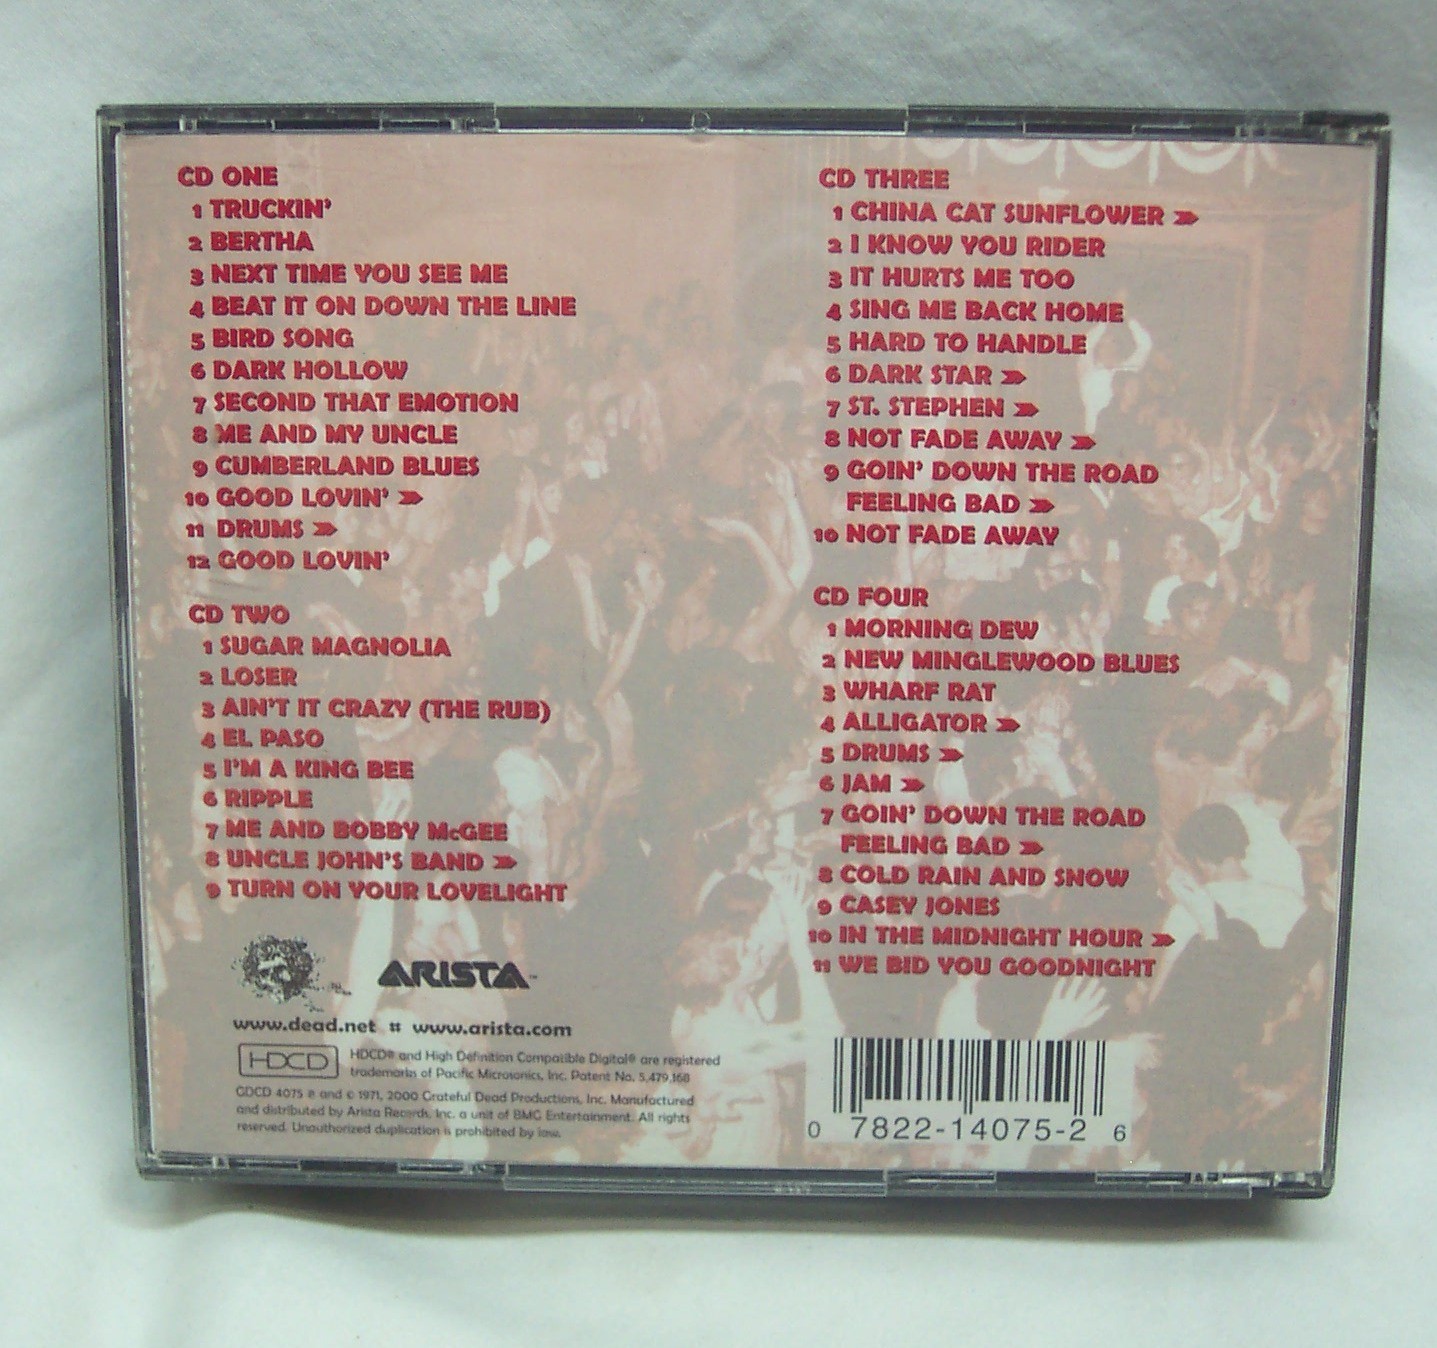 CD ONE
1 TRUCKIN'
2 BERTHA
3 NEXT TIME YOU SEE ME
4 BEAT IT ON DOWN THE LINE
5 BIRD SONG
6 DARK HOLLOW
7 SECOND THAT EMOTION
8 ME AND MY UNCLE
9 CUMBERLAND BLUES
10 GOOD LOVIN' »
11 DRUMS »
12 GOOD LOVIN'
CD TWO
1 SUGAR MAGNOLIA
2 LOSER
3 AIN'T IT CRAZY (THE RUB)
4 EL PASO
5 I'M A KING BEE
6 RIPPLE
7 ME AND BOBBY McGEE
8 UNCLE JOHN'S BAND »
9 TURN ON YOUR LOVELIGHT
CD THREE
1 CHINA CAT SUNFLOWER »
2 I KNOW YOU RIDER
3 IT HURTS ME TOO
4 SING ME BACK HOME
5 HARD TO HANDLE
6 DARK STAR »
7 ST. STEPHEN »
8 NOT FADE AWAY »
9 GOIN' DOWN THE ROAD
FEELING BAD »
10 NOT FADE AWAY
CD FOUR
1 MORNING DEW
2 NEW MINGLEWOOD BLUES
3 WHARF RAT
4 ALLIGATOR »
5 DRUMS »
6 JAM »
7 GOIN' DOWN THE ROAD
FEELING BAD »
8 COLD RAIN AND SNOW
9 CASEY JONES
10 IN THE MIDNIGHT HOUR »
11 WE BID YOU GOODNIGHT
ARISTA™
www.dead.net :: www.arista.com
HDCD
HDCD® and High Definition Compatible Digital® are registered
trademarks of Pacific Microsonics, Inc. Patent No. 5,479,168
GDCD 4075 ℗ and © 1971, 2000 Grateful Dead Productions, Inc. Manufactured
and distributed by Arista Records, Inc. a unit of BMG Entertainment. All rights
reserved. Unauthorized duplication is prohibited by law.
0 7822-14075-2 6